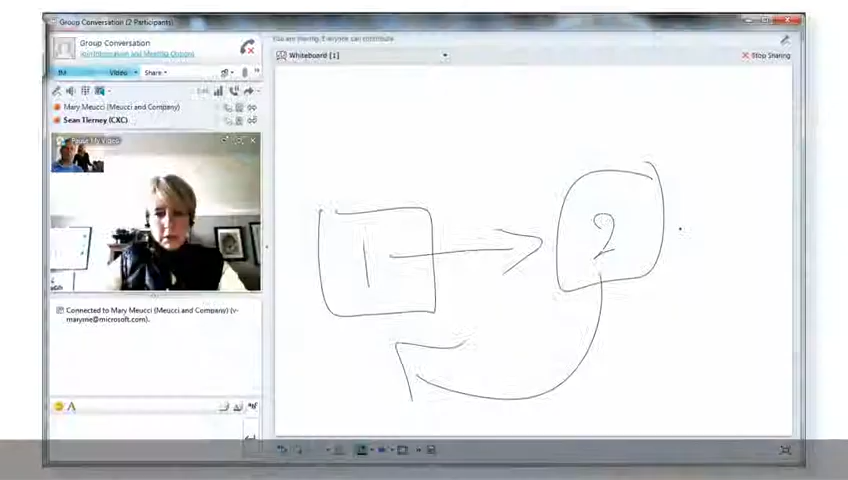 Group Conversation (2 Participants)
Group Conversation
Join Information and Meeting Options
IM Video Share
Mary Meucci (Meucci and Company)
Sean Tierney (CXC)
Pause My Video
Connected to Mary Meucci (Meucci and Company) (v-
maryme@microsoft.com).
A
You are sharing. Everyone can contribute
Whiteboard [1]
Stop Sharing
1
2